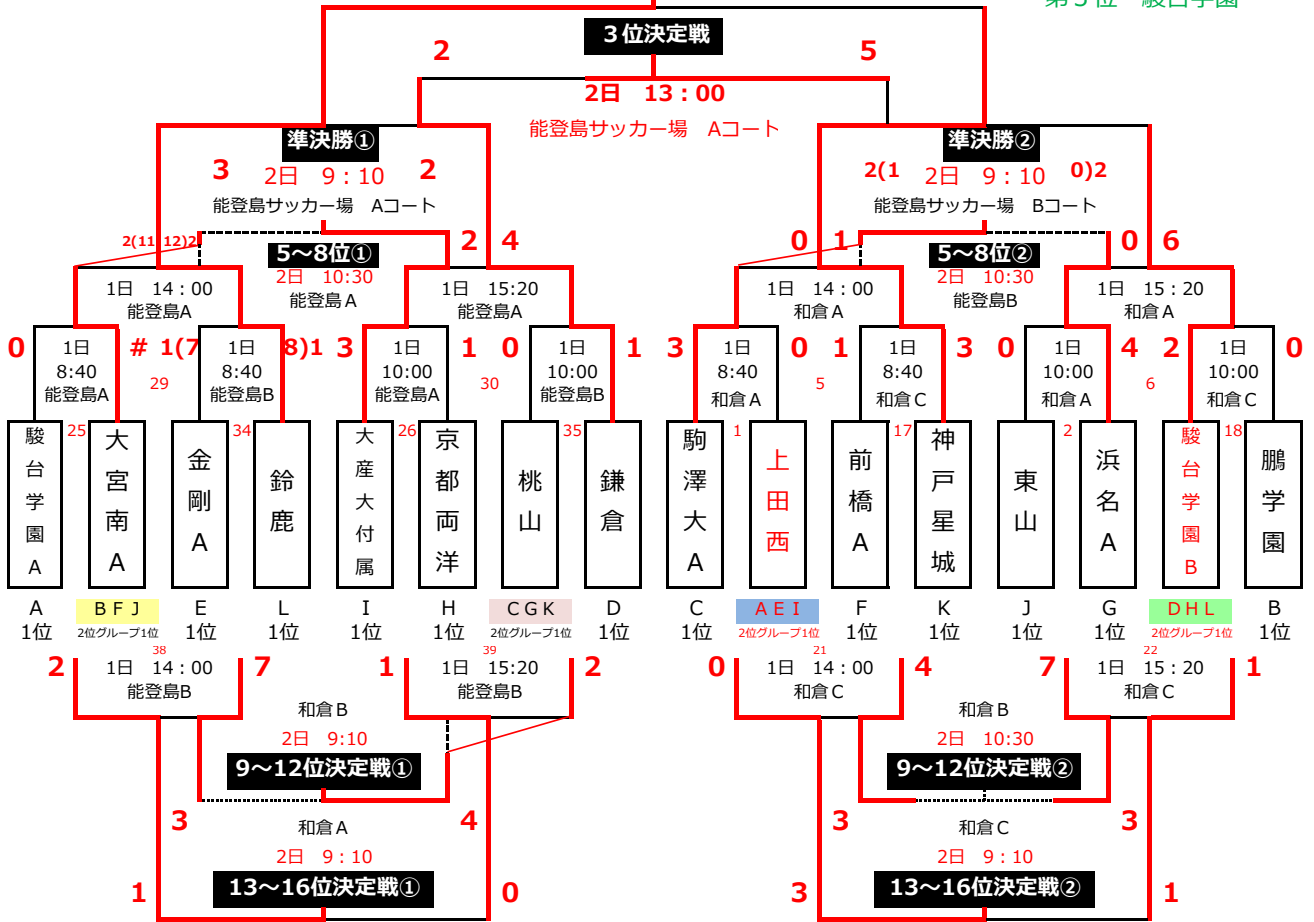 第３位 駿台学園
３位決定戦
2 5
2日 13：00
能登島サッカー場 Aコート
準決勝① 準決勝②
3 2日 9：10 2 2(1 2日 9：10 0)2
能登島サッカー場 Aコート 能登島サッカー場 Bコート
2(11 12)2 5～8位① 2 4 0 1 5～8位② 0 6
2日 10:30 2日 10:30
能登島A 能登島B
1日 14：00 1日 15:20 1日 14：00 1日 15：20
能登島A 能登島A 和倉A 和倉A
0 # 1(7 8)1 3 1 0 1 3 0 1 3 0 4 2 0
1日 1日 1日 1日 1日 1日 1日 1日
8:40 8:40 10:00 10:00 8:40 8:40 10:00 10:00
能登島A 能登島B 能登島A 能登島B 和倉A 和倉C 和倉A 和倉C
29 30 5 6
25 34 26 35 1 17 2 18
駿台学園A 大宮南A 金剛A 鈴鹿 大産大付属 京都両洋 桃山 鎌倉 駒澤大A 上田西 前橋A 神戸星城 東山 浜名A 駿台学園B 鵬学園
A BFJ E L I H CGK D C AEI F K J G DHL B
1位 2位グループ1位 1位 1位 1位 1位 2位グループ1位 1位 1位 2位グループ1位 1位 1位 1位 1位 2位グループ1位 1位
38 39 21 22
2 1日 14：00 7 1 1日 15:20 2 0 1日 14：00 4 7 1日 15：20 1
能登島B 能登島B 和倉C 和倉C
和倉B 和倉B
2日 9:10 2日 10:30
9～12位決定戦① 9～12位決定戦②
3 4 3 3
和倉A 和倉C
2日 9：10 2日 9：10
1 13～16位決定戦① 0 3 13～16位決定戦② 1